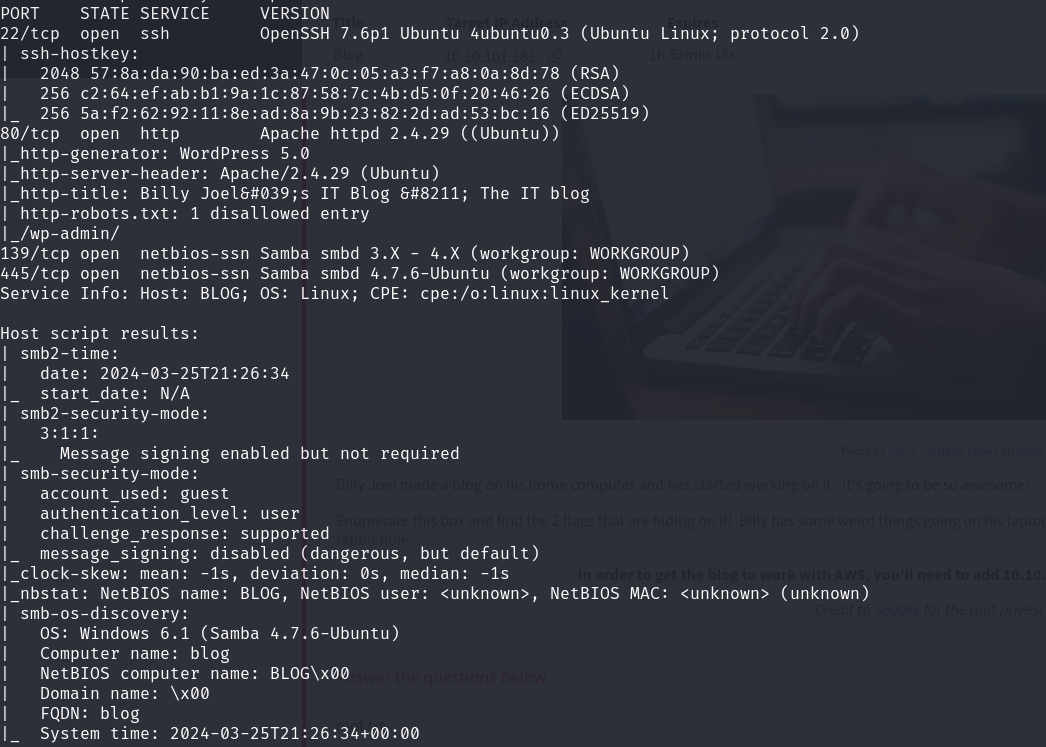 PORT    STATE SERVICE     VERSION
22/tcp  open  ssh         OpenSSH 7.6p1 Ubuntu 4ubuntu0.3 (Ubuntu Linux; protocol 2.0)
| ssh-hostkey:
|   2048 57:8a:da:90:ba:ed:3a:47:0c:05:a3:f7:a8:0a:8d:78 (RSA)
|   256 c2:64:ef:ab:b1:9a:1c:87:58:7c:4b:d5:0f:20:46:26 (ECDSA)
|_  256 5a:f2:62:92:11:8e:ad:8a:9b:23:82:2d:ad:53:bc:16 (ED25519)
80/tcp  open  http        Apache httpd 2.4.29 ((Ubuntu))
|_http-generator: WordPress 5.0
|_http-server-header: Apache/2.4.29 (Ubuntu)
|_http-title: Billy Joel&#039;s IT Blog &#8211; The IT blog
| http-robots.txt: 1 disallowed entry
|_/wp-admin/
139/tcp open  netbios-ssn Samba smbd 3.X - 4.X (workgroup: WORKGROUP)
445/tcp open  netbios-ssn Samba smbd 4.7.6-Ubuntu (workgroup: WORKGROUP)
Service Info: Host: BLOG; OS: Linux; CPE: cpe:/o:linux:linux_kernel
Host script results:
| smb2-time:
|   date: 2024-03-25T21:26:34
|_  start_date: N/A
| smb2-security-mode:
|   3:1:1:
|_    Message signing enabled but not required
| smb-security-mode:
|   account_used: guest
|   authentication_level: user
|   challenge_response: supported
|_  message_signing: disabled (dangerous, but default)
|_clock-skew: mean: -1s, deviation: 0s, median: -1s
|_nbstat: NetBIOS name: BLOG, NetBIOS user: <unknown>, NetBIOS MAC: <unknown> (unknown)
| smb-os-discovery:
|   OS: Windows 6.1 (Samba 4.7.6-Ubuntu)
|   Computer name: blog
|   NetBIOS computer name: BLOG\x00
|   Domain name: \x00
|   FQDN: blog
|_  System time: 2024-03-25T21:26:34+00:00
Title Target IP Address Expires
Blog 10.10.101.181 1h 52min 16s
Photo by on
Billy Joel made a blog on his home computer and has started working on it.  It's going to be so awesome!
Enumerate this box and find the 2 flags that are hiding on it!  Billy has some weird things going on his laptop
rabbit hole..
In order to get the blog to work with AWS, you'll need to add 10.10.
Credit to Sq00ky for the root privesc
Answer the questions below